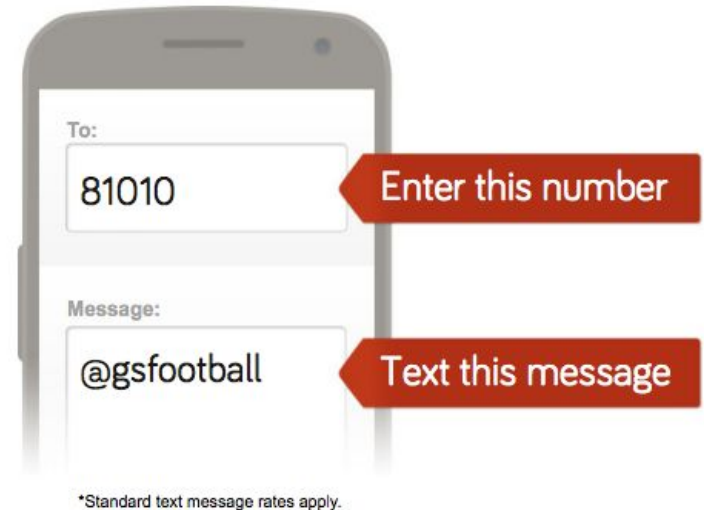 To:
81010
Enter this number
Message:
@gsfootball
Text this message
*Standard text message rates apply.